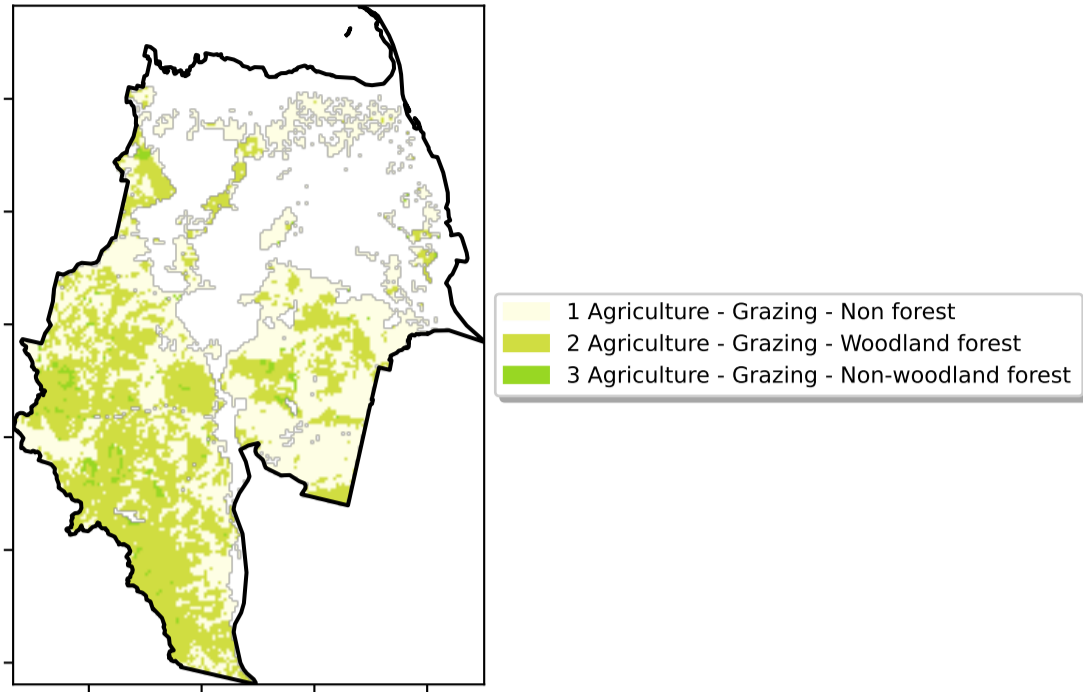 1 Agriculture - Grazing - Non forest
2 Agriculture - Grazing - Woodland forest
3 Agriculture - Grazing - Non-woodland forest